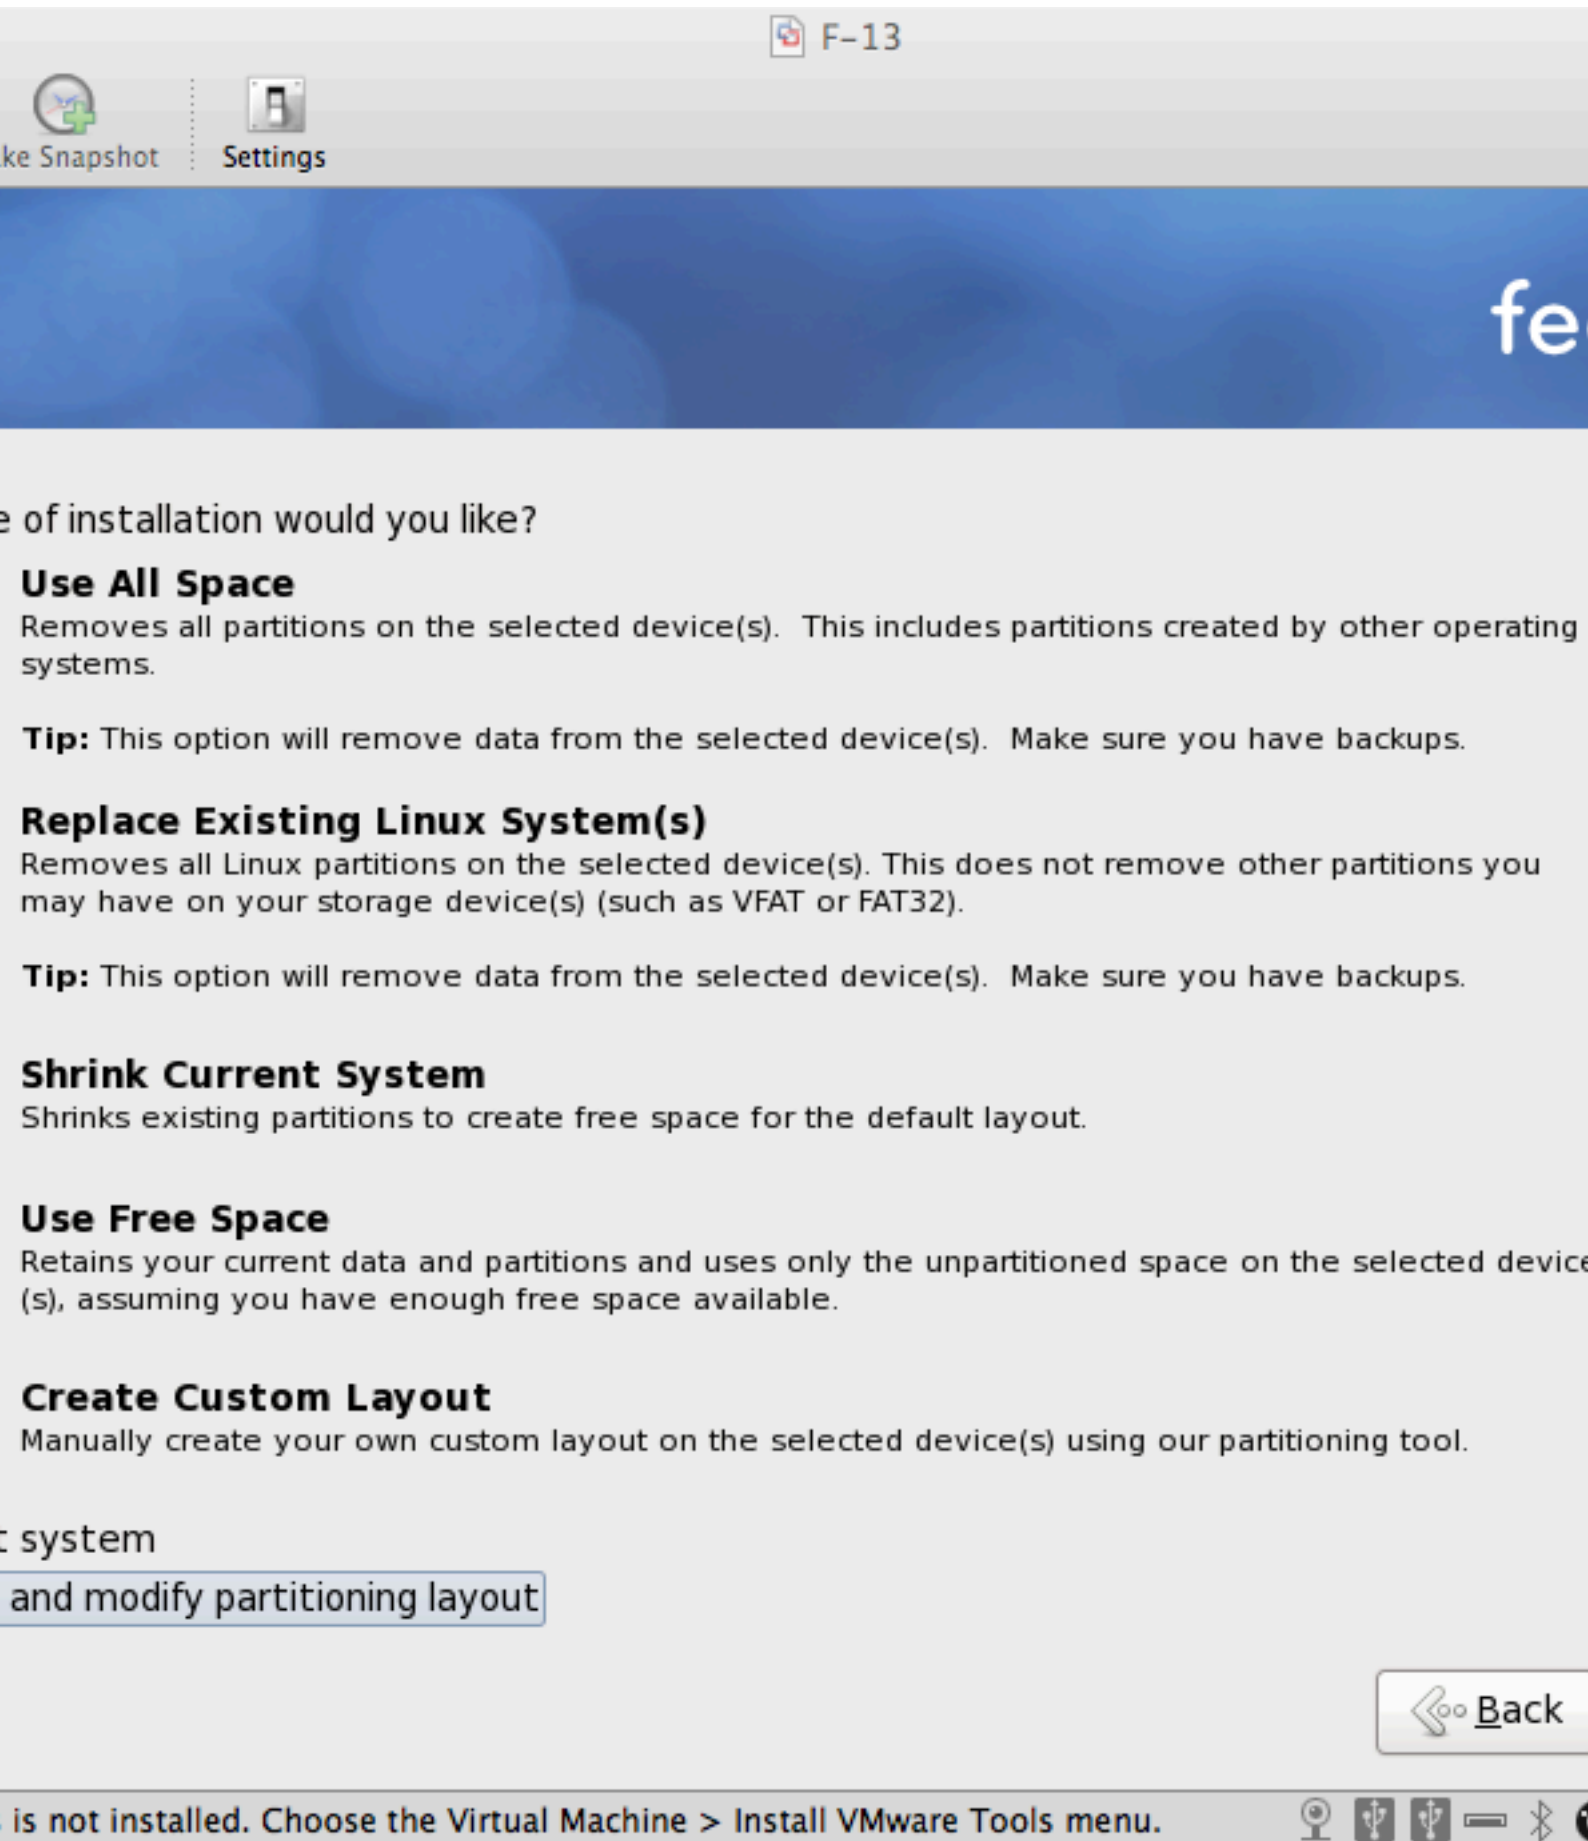 F-13
ke Snapshot
Settings
fe
e of installation would you like?
Use All Space
Removes all partitions on the selected device(s).  This includes partitions created by other operating
systems.
Tip: This option will remove data from the selected device(s).  Make sure you have backups.
Replace Existing Linux System(s)
Removes all Linux partitions on the selected device(s). This does not remove other partitions you
may have on your storage device(s) (such as VFAT or FAT32).
Tip: This option will remove data from the selected device(s).  Make sure you have backups.
Shrink Current System
Shrinks existing partitions to create free space for the default layout.
Use Free Space
Retains your current data and partitions and uses only the unpartitioned space on the selected device
(s), assuming you have enough free space available.
Create Custom Layout
Manually create your own custom layout on the selected device(s) using our partitioning tool.
t system
and modify partitioning layout
Back
is not installed. Choose the Virtual Machine > Install VMware Tools menu.